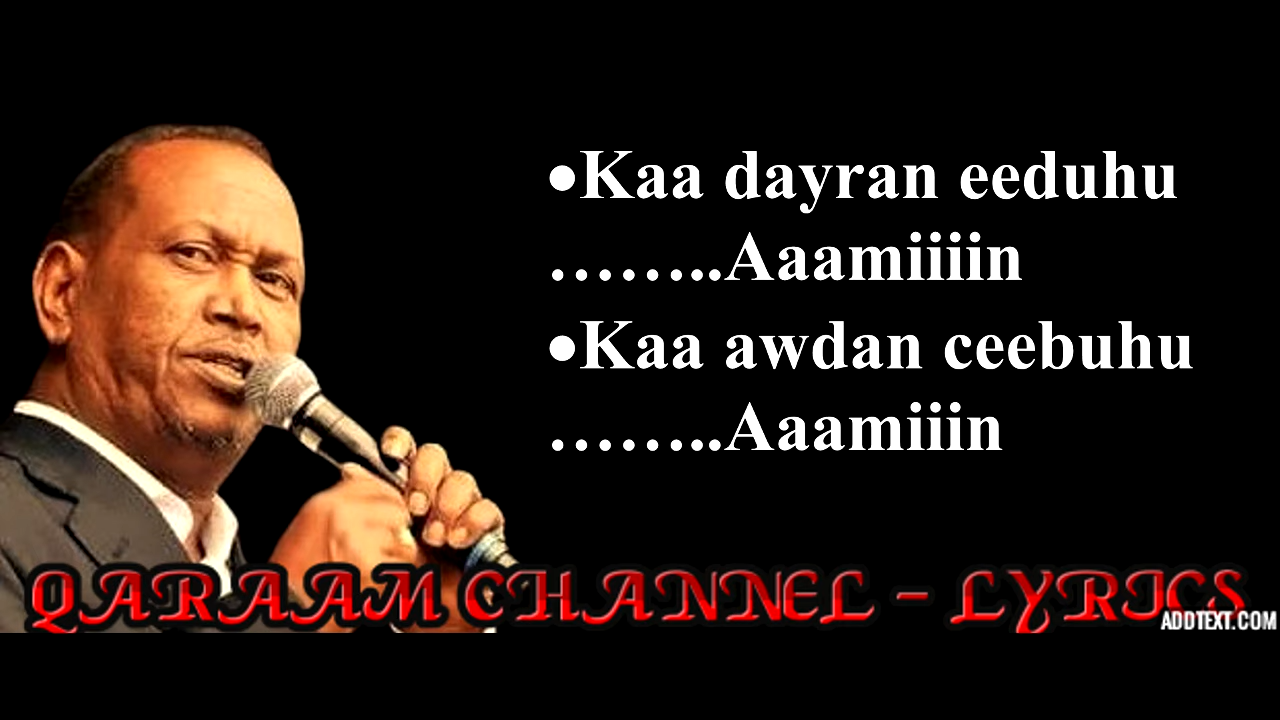 •Kaa dayran eeduhu
……..Aaamiiiin
•Kaa awdan ceebuhu
……..Aaamiiin
QARAAM CHANNEL - LYRICS
ADDTEXT.COM